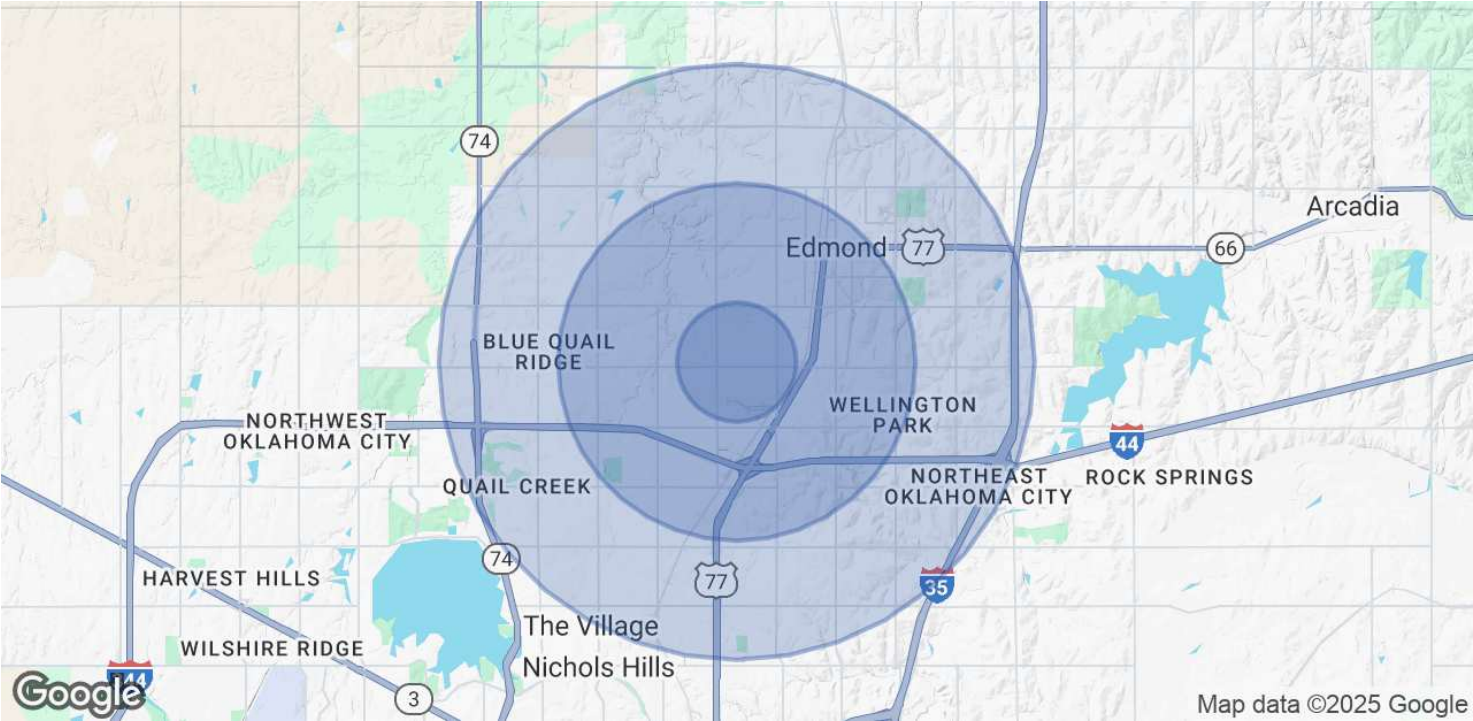 74
Arcadia
Edmond
77
66
BLUE QUAIL
RIDGE
WELLINGTON
PARK
NORTHWEST
OKLAHOMA CITY
44
QUAIL CREEK
NORTHEAST
OKLAHOMA CITY
ROCK SPRINGS
74
HARVEST HILLS
77
35
The Village
WILSHIRE RIDGE
Nichols Hills
44
Google
3
Map data ©2025 Google